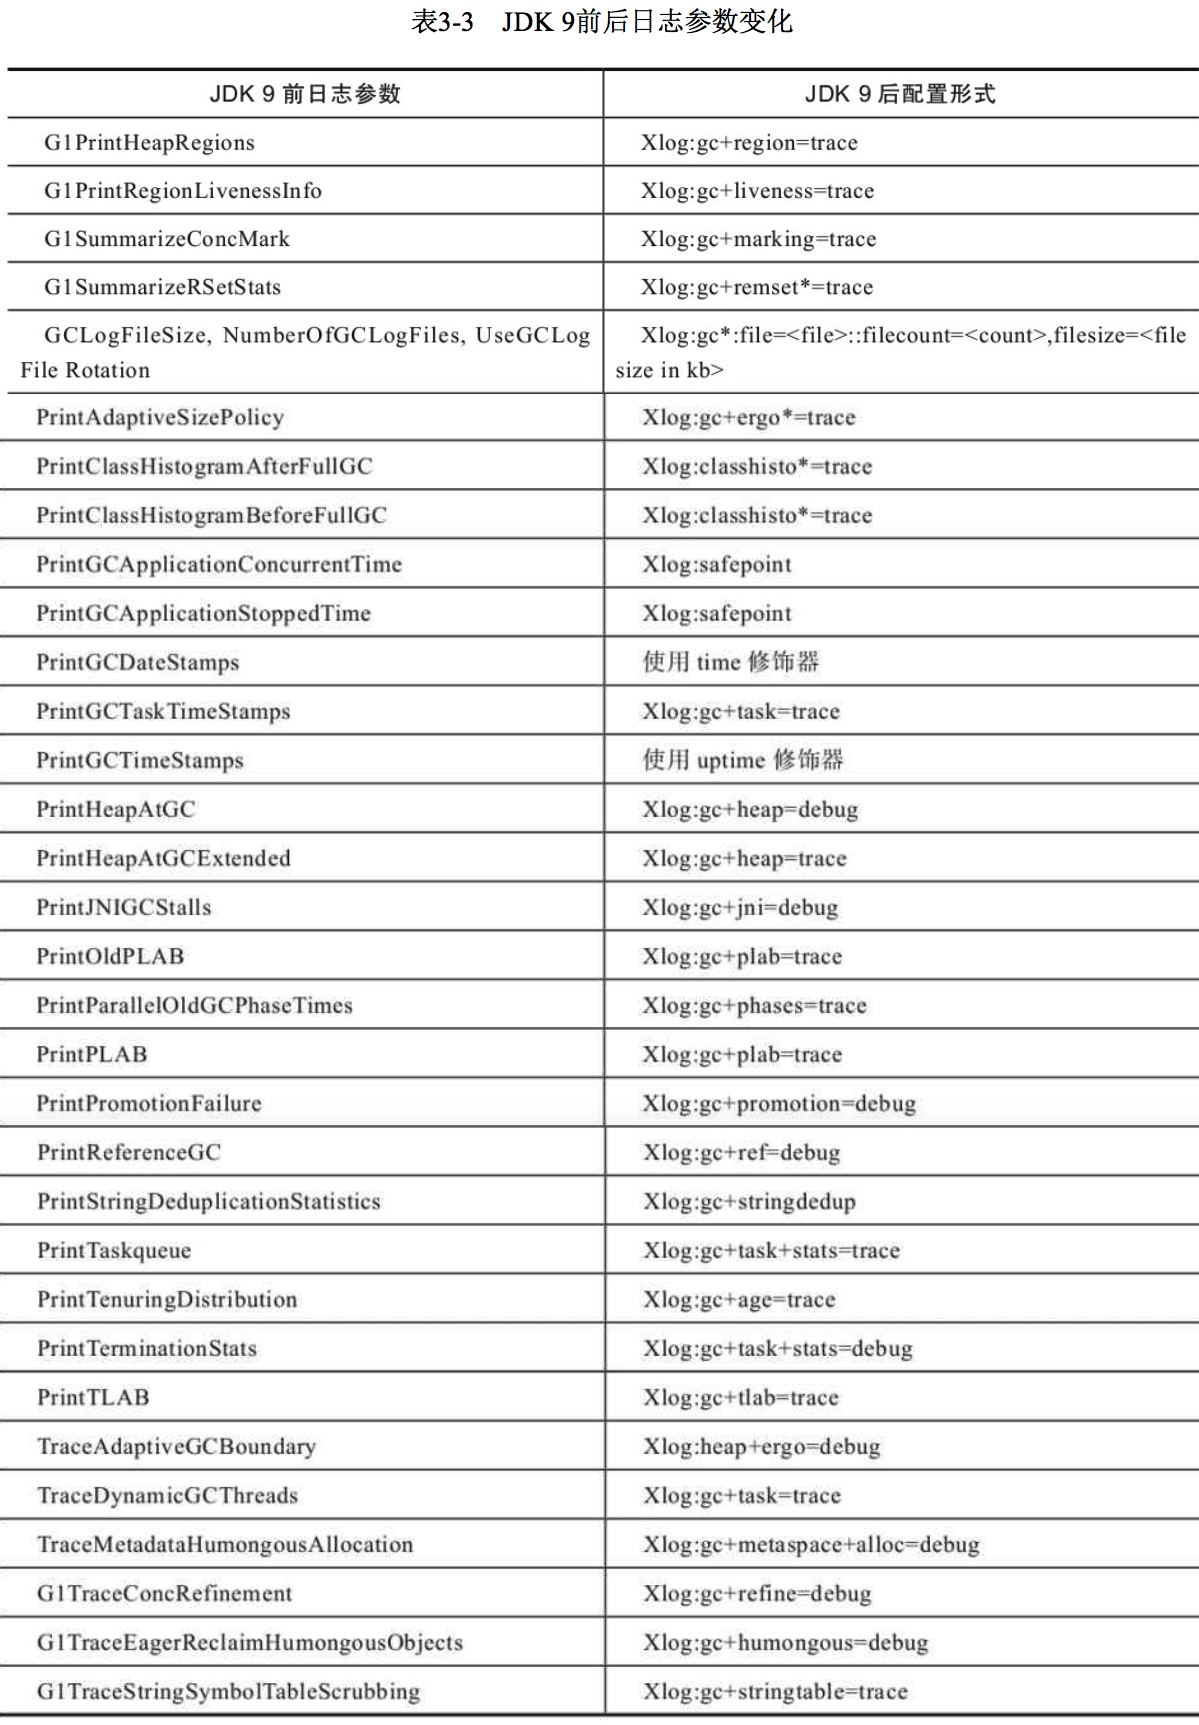 表3-3 JDK 9前后日志参数变化
JDK 9 前日志参数 JDK 9 后配置形式
G1PrintHeapRegions Xlog:gc+region=trace
G1PrintRegionLivenessInfo Xlog:gc+liveness=trace
G1SummarizeConcMark Xlog:gc+marking=trace
G1SummarizeRSetStats Xlog:gc+remset*=trace
GCLogFileSize, NumberOfGCLogFiles, UseGCLog Xlog:gc*:file=<file>::filecount=<count>,filesize=<file
File Rotation size in kb>
PrintAdaptiveSizePolicy Xlog:gc+ergo*=trace
PrintClassHistogramAfterFullGC Xlog:classhisto*=trace
PrintClassHistogramBeforeFullGC Xlog:classhisto*=trace
PrintGCApplicationConcurrentTime Xlog:safepoint
PrintGCApplicationStoppedTime Xlog:safepoint
PrintGCDateStamps 使用 time 修饰器
PrintGCTaskTimeStamps Xlog:gc+task=trace
PrintGCTimeStamps 使用 uptime 修饰器
PrintHeapAtGC Xlog:gc+heap=debug
PrintHeapAtGCExtended Xlog:gc+heap=trace
PrintJNIGCStalls Xlog:gc+jni=debug
PrintOldPLAB Xlog:gc+plab=trace
PrintParallelOldGCPhaseTimes Xlog:gc+phases=trace
PrintPLAB Xlog:gc+plab=trace
PrintPromotionFailure Xlog:gc+promotion=debug
PrintReferenceGC Xlog:gc+ref=debug
PrintStringDeduplicationStatistics Xlog:gc+stringdedup
PrintTaskqueue Xlog:gc+task+stats=trace
PrintTenuringDistribution Xlog:gc+age=trace
PrintTerminationStats Xlog:gc+task+stats=debug
PrintTLAB Xlog:gc+tlab=trace
TraceAdaptiveGCBoundary Xlog:heap+ergo=debug
TraceDynamicGCThreads Xlog:gc+task=trace
TraceMetadataHumongousAllocation Xlog:gc+metaspace+alloc=debug
G1TraceConcRefinement Xlog:gc+refine=debug
G1TraceEagerReclaimHumongousObjects Xlog:gc+humongous=debug
G1TraceStringSymbolTableScrubbing Xlog:gc+stringtable=trace